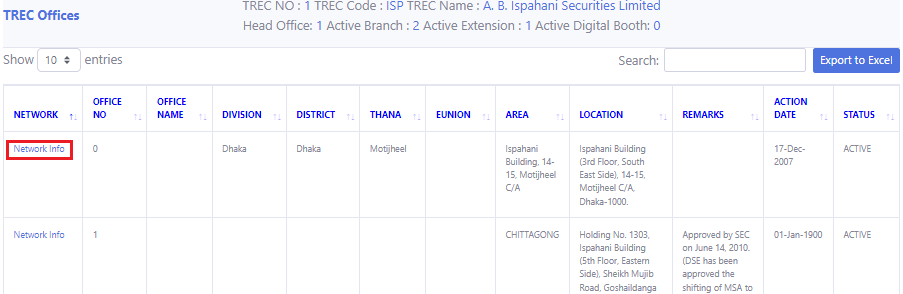 TREC Offices
TREC NO : 1 TREC Code : ISP TREC Name : A. B. Ispahani Securities Limited
Head Office: 1 Active Branch : 2 Active Extension : 1 Active Digital Booth: 0
Show 10 entries
Search:
Export to Excel
NETWORK
OFFICE
NO
OFFICE
NAME
DIVISION
DISTRICT
THANA
EUNION
AREA
LOCATION
REMARKS
ACTION
DATE
STATUS
Network Info
0
Dhaka
Dhaka
Motijheel
Ispahani
Building, 14-
15, Motijheel
C/A
Ispahani Building
(3rd Floor, South
East Side), 14-15,
Motijheel C/A,
Dhaka-1000.
17-Dec-
2007
ACTIVE
Network Info
1
CHITTAGONG
Holding No. 1303,
Ispahani Building
(5th Floor, Eastern
Side), Sheikh Mujib
Road, Goshaildanga
Approved by SEC
on June 14, 2010.
(DSE has been
approved the
shifting of MSA to
01-Jan-1900
ACTIVE